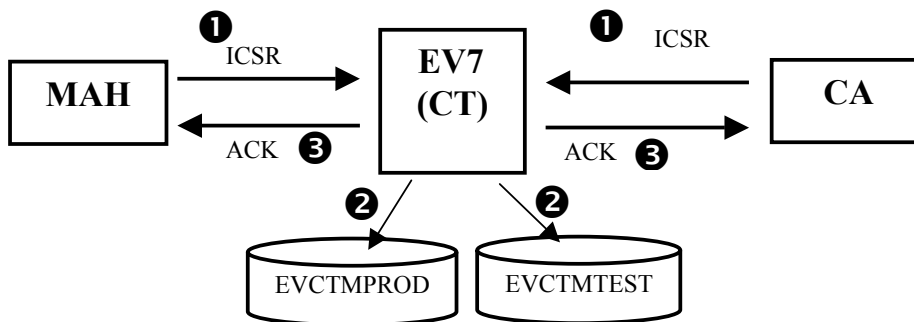 ❶ ❶
ICSR ICSR
MAH EV7 CA
(CT)
ACK ❸ ACK ❸
❷ ❷
EVCTMPROD EVCTMTEST